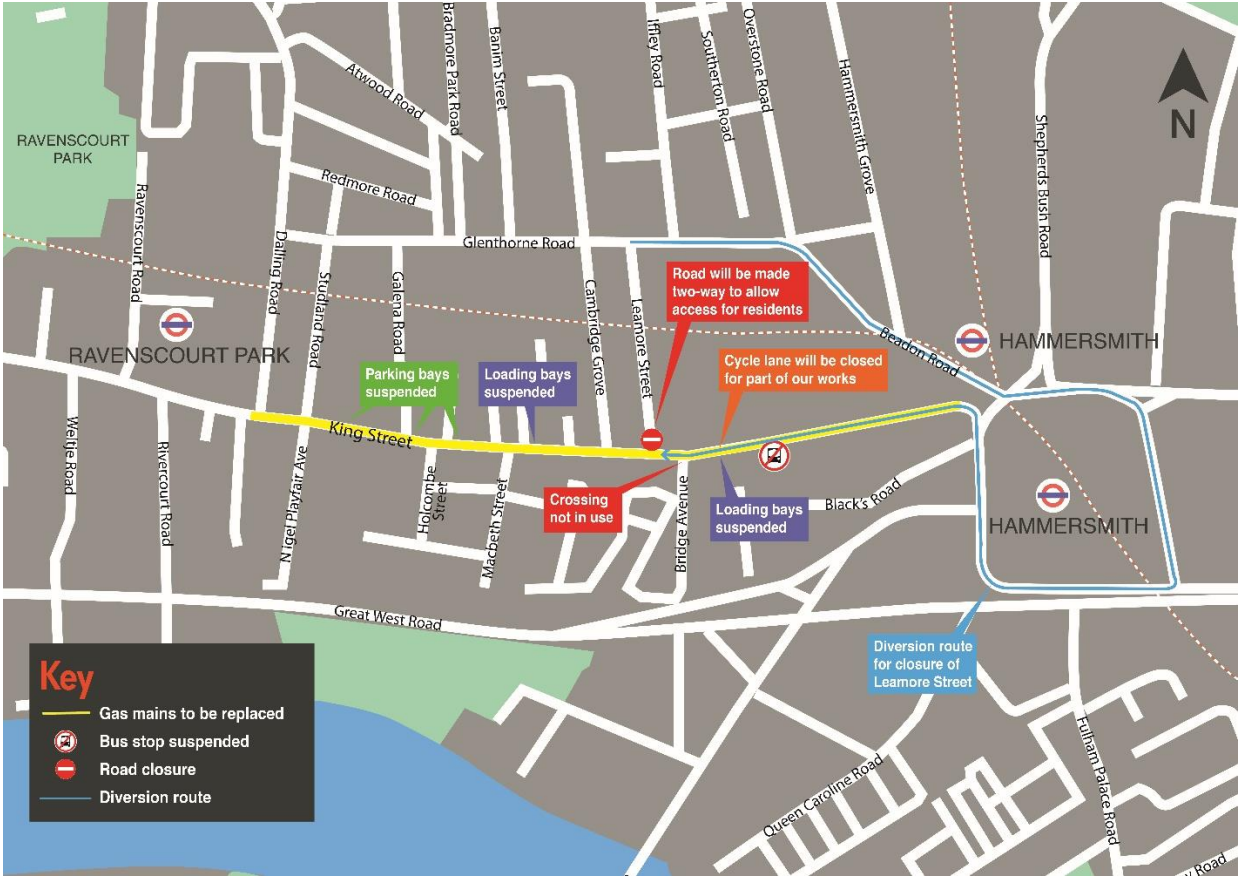 Iffley Road
Overstone Road
Southerton Road
Banim Street
Bradmore Park Road
Atwood Road
Hammersmith Grove
Shepherds Bush Road
N
RAVENSCOURT
PARK
Ravenscourt Road
Redmore Road
Dalling Road
Studland Road
Galena Road
Glenthorne Road
Cambridge Grove
Leamore Street
Road will be made
two-way to allow
access for residents
Beadon Road
HAMMERSMITH
RAVENSCOURT PARK
Parking bays
suspended
Loading bays
suspended
Cycle lane will be closed
for part of our works
King Street
Weltje Road
Rivercourt Road
Nigel Playfair Ave
Holcombe
Street
Macbeth Street
Crossing
not in use
Bridge Avenue
Loading bays
suspended
Black's Road
HAMMERSMITH
Great West Road
Diversion route
for closure of
Leamore Street
Queen Caroline Road
Fulham Palace Road
Key
Gas mains to be replaced
Bus stop suspended
Road closure
Diversion route